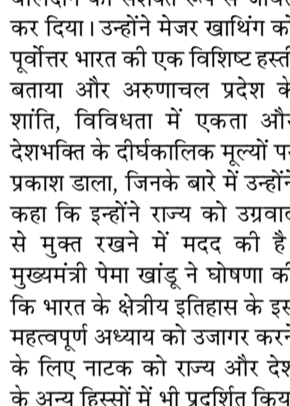 कर दिया। उन्होंने मेजर खाथिंग को
पूर्वोत्तर भारत की एक विशिष्ट हस्ती
बताया और अरुणाचल प्रदेश के
शांति, विविधता में एकता और
देशभक्ति के दीर्घकालिक मूल्यों पर
प्रकाश डाला, जिनके बारे में उन्होंने
कहा कि इन्होंने राज्य को उग्रवाद
से मुक्त रखने में मदद की है
मुख्यमंत्री पेमा खांडू ने घोषणा की
कि भारत के क्षेत्रीय इतिहास के इस
महत्वपूर्ण अध्याय को उजागर करने
के लिए नाटक को राज्य और देश
के अन्य हिस्सों में भी प्रदर्शित किया